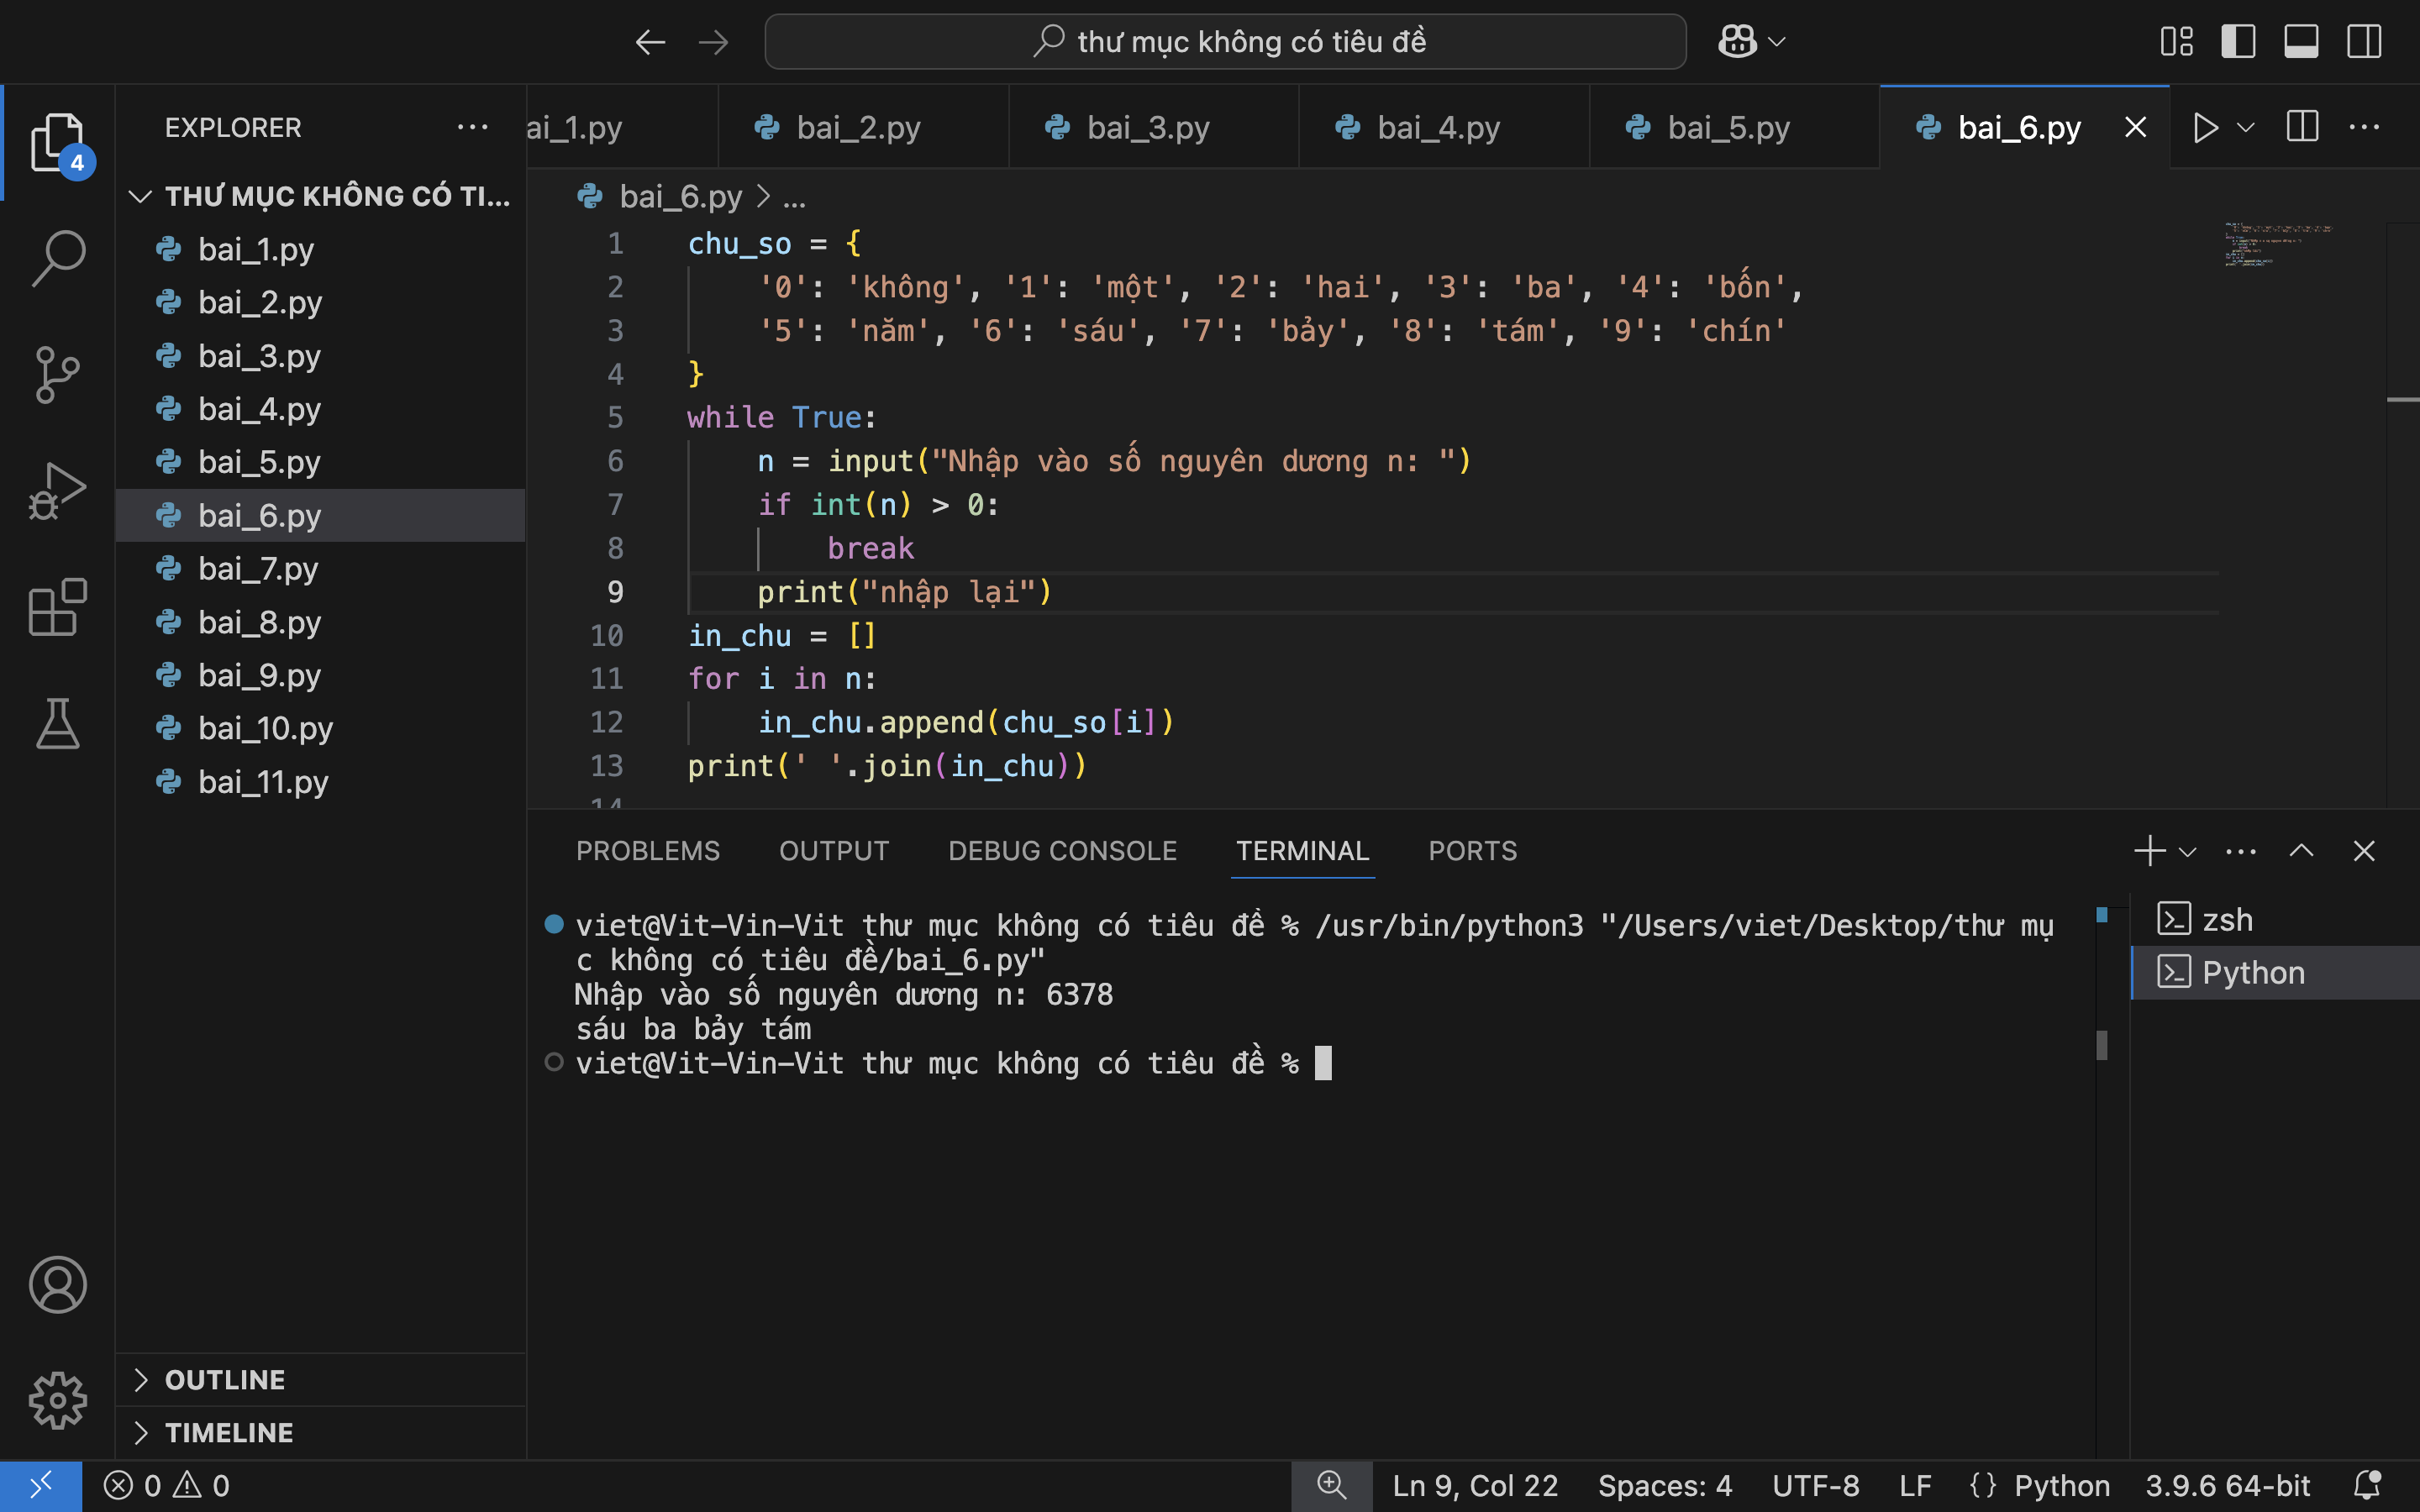 thư mục không có tiêu đề
EXPLORER
4
THƯ MỤC KHÔNG CÓ TI...
bai_1.py
bai_2.py
bai_3.py
bai_4.py
bai_5.py
bai_6.py
bai_7.py
bai_8.py
bai_9.py
bai_10.py
bai_11.py
OUTLINE
TIMELINE
ai_1.py bai_2.py bai_3.py bai_4.py bai_5.py bai_6.py
bai_6.py > ...
1 chu_so = {
2     '0': 'không', '1': 'một', '2': 'hai', '3': 'ba', '4': 'bốn',
3     '5': 'năm', '6': 'sáu', '7': 'bảy', '8': 'tám', '9': 'chín'
4 }
5 while True:
6     n = input("Nhập vào số nguyên dương n: ")
7     if int(n) > 0:
8         break
9     print("nhập lại")
10 in_chu = []
11 for i in n:
12     in_chu.append(chu_so[i])
13 print(' '.join(in_chu))
14
PROBLEMS OUTPUT DEBUG CONSOLE TERMINAL PORTS
viet@Vit-Vin-Vit thư mục không có tiêu đề % /usr/bin/python3 "/Users/viet/Desktop/thư mụ
c không có tiêu đề/bai_6.py"
Nhập vào số nguyên dương n: 6378
sáu ba bảy tám
viet@Vit-Vin-Vit thư mục không có tiêu đề %
zsh
Python
0 0 Ln 9, Col 22 Spaces: 4 UTF-8 LF {} Python 3.9.6 64-bit